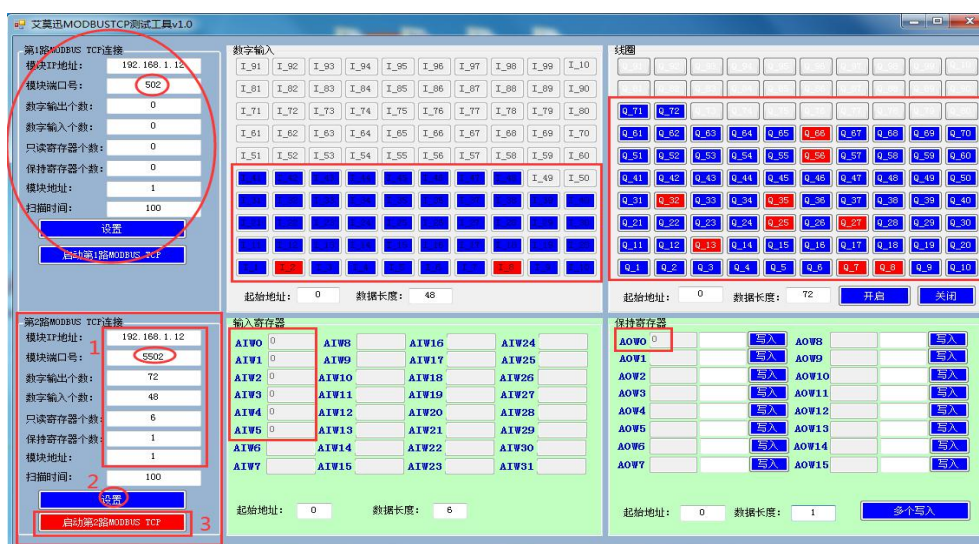 艾莫迅MODBUSTCP测试工具v1.0
第1路MODBUS TCP连接
模块IP地址: 192.168.1.12
模块端口号: 502
数字输出个数: 0
数字输入个数: 0
只读寄存器个数: 0
保持寄存器个数: 0
模块地址: 1
扫描时间: 100
设置
启动第1路MODBUS TCP
数字输入
I_91 I_92 I_93 I_94 I_95 I_96 I_97 I_98 I_99 I_10
I_81 I_82 I_83 I_84 I_85 I_86 I_87 I_88 I_89 I_90
I_71 I_72 I_73 I_74 I_75 I_76 I_77 I_78 I_79 I_80
I_61 I_62 I_63 I_64 I_65 I_66 I_67 I_68 I_69 I_70
I_51 I_52 I_53 I_54 I_55 I_56 I_57 I_58 I_59 I_60
I_49 I_50
起始地址: 0 数据长度: 48
线圈
Q_71 Q_72
Q_61 Q_62 Q_63 Q_64 Q_65 Q_66 Q_67 Q_68 Q_69 Q_70
Q_51 Q_52 Q_53 Q_54 Q_55 Q_56 Q_57 Q_58 Q_59 Q_60
Q_41 Q_42 Q_43 Q_44 Q_45 Q_46 Q_47 Q_48 Q_49 Q_50
Q_31 Q_32 Q_33 Q_34 Q_35 Q_36 Q_37 Q_38 Q_39 Q_40
Q_21 Q_22 Q_23 Q_24 Q_25 Q_26 Q_27 Q_28 Q_29 Q_30
Q_11 Q_12 Q_13 Q_14 Q_15 Q_16 Q_17 Q_18 Q_19 Q_20
Q_1 Q_2 Q_3 Q_4 Q_5 Q_6 Q_7 Q_8 Q_9 Q_10
起始地址: 0 数据长度: 72 开启 关闭
第2路MODBUS TCP连接
模块IP地址: 192.168.1.12
1
模块端口号: 5502
数字输出个数: 72
数字输入个数: 48
只读寄存器个数: 6
保持寄存器个数: 1
模块地址: 1
扫描时间: 100
2
设置
启动第2路MODBUS TCP 3
输入寄存器
AIW0 0 AIW8 AIW16 AIW24
AIW1 0 AIW9 AIW17 AIW25
AIW2 0 AIW10 AIW18 AIW26
AIW3 0 AIW11 AIW19 AIW27
AIW4 0 AIW12 AIW20 AIW28
AIW5 0 AIW13 AIW21 AIW29
AIW6 AIW14 AIW22 AIW30
AIW7 AIW15 AIW23 AIW31
起始地址: 0 数据长度: 6
保持寄存器
AOW0 0 写入 AOW8 写入
AOW1 写入 AOW9 写入
AOW2 写入 AOW10 写入
AOW3 写入 AOW11 写入
AOW4 写入 AOW12 写入
AOW5 写入 AOW13 写入
AOW6 写入 AOW14 写入
AOW7 写入 AOW15 写入
起始地址: 0 数据长度: 1 多个写入